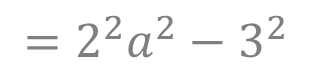 = 2²a² − 3²